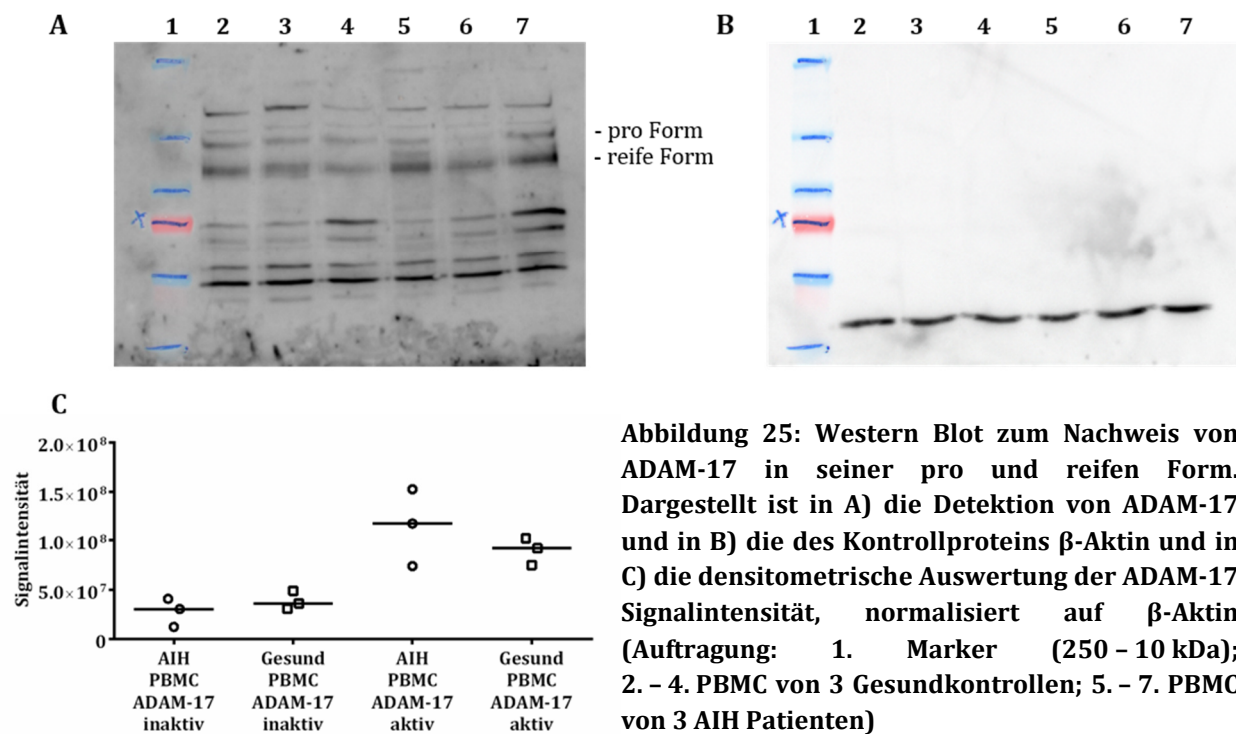 A 1 2 3 4 5 6 7
- pro Form
- reife Form
X
B 1 2 3 4 5 6 7
X
C
Signalintensität
2.0×10⁸
1.5×10⁸
1.0×10⁸
5.0×10⁷
0
AIH
PBMC
ADAM-17
inaktiv
Gesund
PBMC
ADAM-17
inaktiv
AIH
PBMC
ADAM-17
aktiv
Gesund
PBMC
ADAM-17
aktiv
Abbildung 25: Western Blot zum Nachweis von
ADAM-17 in seiner pro und reifen Form.
Dargestellt ist in A) die Detektion von ADAM-17
und in B) die des Kontrollproteins β-Aktin und in
C) die densitometrische Auswertung der ADAM-17
Signalintensität, normalisiert auf β-Aktin
(Auftragung: 1. Marker (250 – 10 kDa);
2. – 4. PBMC von 3 Gesundkontrollen; 5. – 7. PBMC
von 3 AIH Patienten)